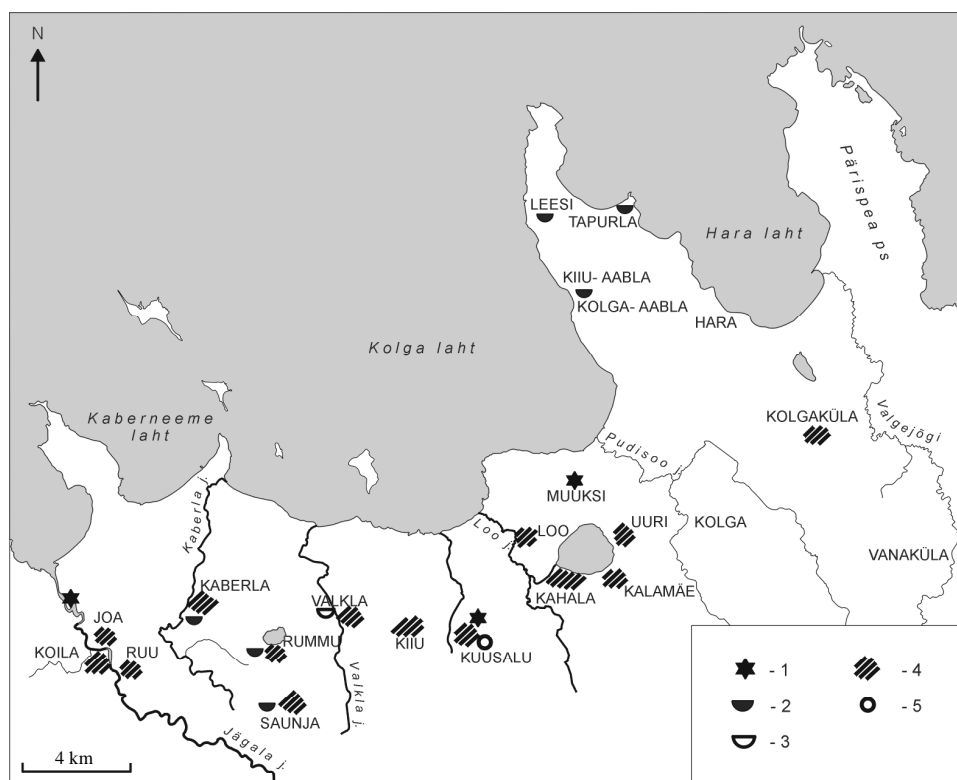 N
Pärispea ps
LEESI
TAPURLA
Hara laht
KIIU- AABLA
KOLGA- AABLA
HARA
Kolga laht
Kaberneeme
laht
KOLGAKÜLA
Valgejõgi
Pudisoo j.
Kaberla j.
MUUKSI
Loo j.
LOO
UURI
KOLGA
VANAKÜLA
KAHALA
KALAMÄE
KABERLA
VALKLA
JOA
KOILA
RUU
RUMMU
KIIU
KUUSALU
Valkla j.
SAUNJA
Jägala j.
4 km
- 1
- 2
- 3
- 4
- 5